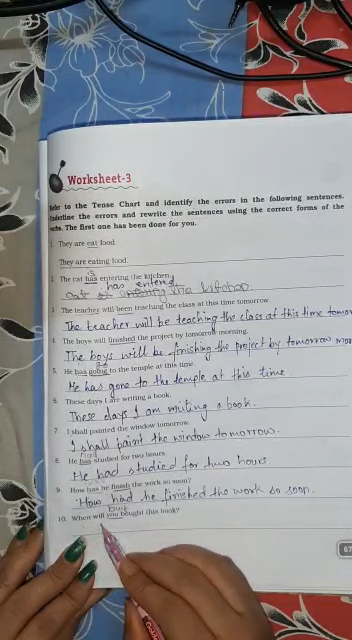 Worksheet-3
Refer to the Tense Chart and identify the errors in the following sentences.
Underline the errors and rewrite the sentences using the correct forms of the
verbs. The first one has been done for you.
1. They are eat food.
They are eating food.
is
2. The cat has entering the kitchen.
has entered
cat the kitchen
3. The teacher will been teaching the class at this time tomorrow.
The teacher will be teaching the class at this time tomor
4. The boys will finished the project by tomorrow morning.
The boys will be finishing the project by tomorrow mor
5. He has going to the temple at this time.
He has gone to the temple at this time.
6. These days I are writing a book.
These days I am writing a book.
7. I shall painted the window tomorrow.
I shall paint the window tomorrow.
had
8. He has studied for two hours.
He had studied for two hours
9. How has he finish the work so soon?
How had he finished the work so soon.
buy
10. When will you bought this book?
67